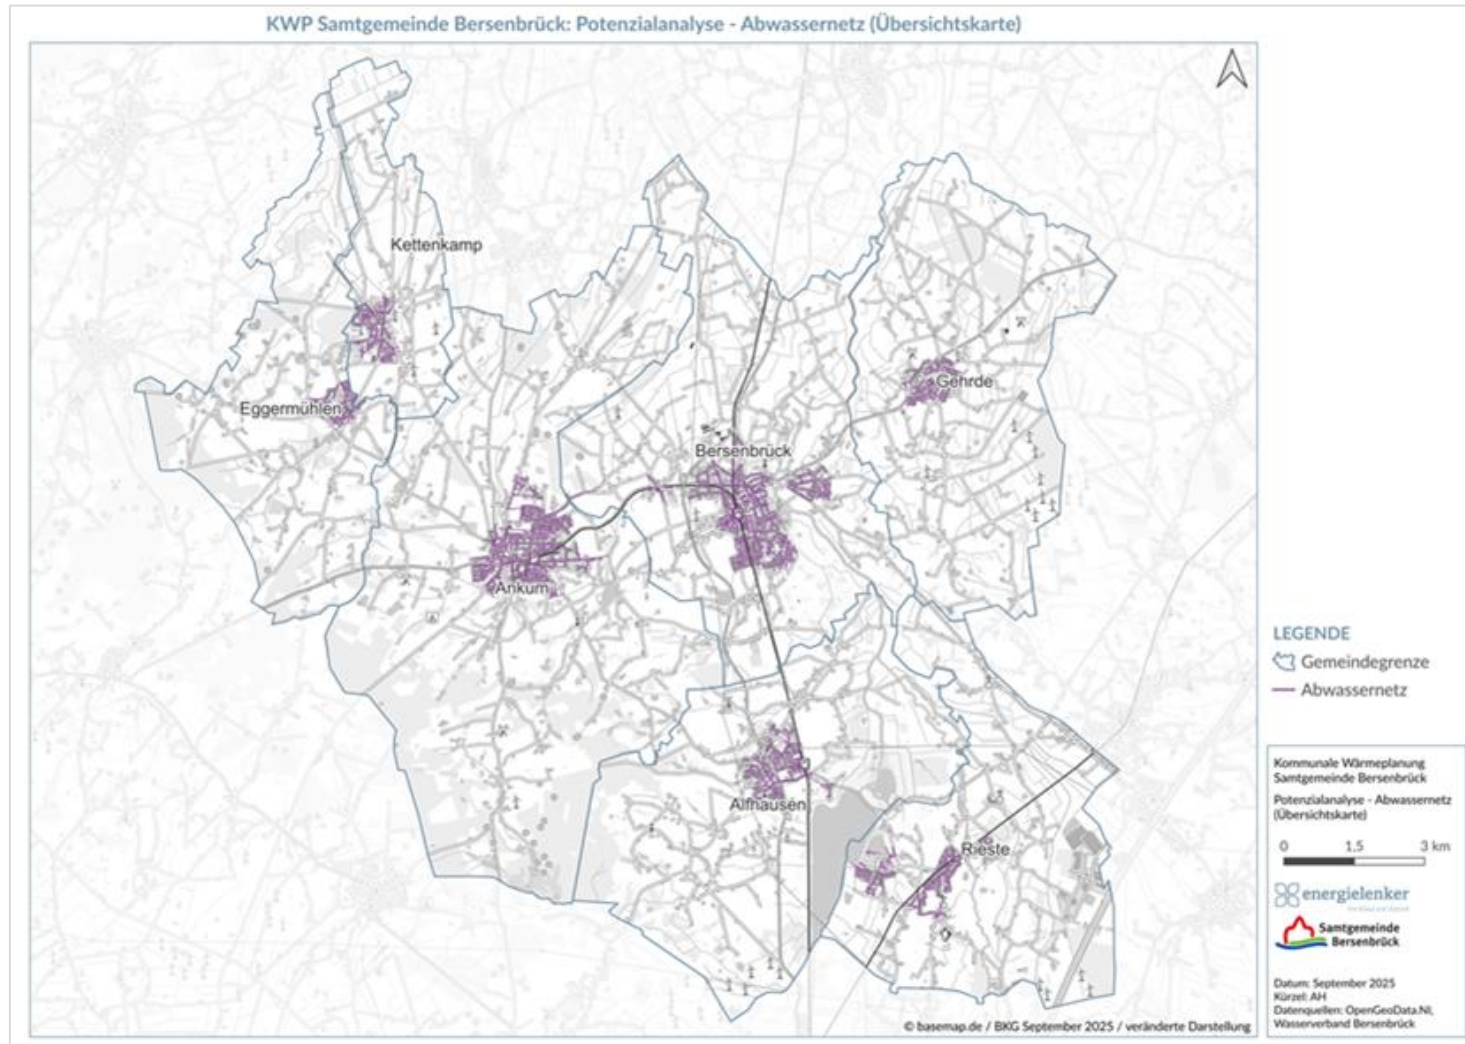 KWP Samtgemeinde Bersenbrück: Potenzialanalyse - Abwassernetz (Übersichtskarte)
Kettenkamp
Gehrde
Eggermühlen
Bersenbrück
Ankum
Alfhausen
Rieste
© basemap.de / BKG September 2025 / veränderte Darstellung
LEGENDE
Gemeindegrenze
Abwassernetz
Kommunale Wärmeplanung
Samtgemeinde Bersenbrück
Potenzialanalyse - Abwassernetz
(Übersichtskarte)
0 1,5 3 km
energielenker
Samtgemeinde
Bersenbrück
Datum: September 2025
Kürzel: AH
Datenquellen: OpenGeoData.NI,
Wasserverband Bersenbrück